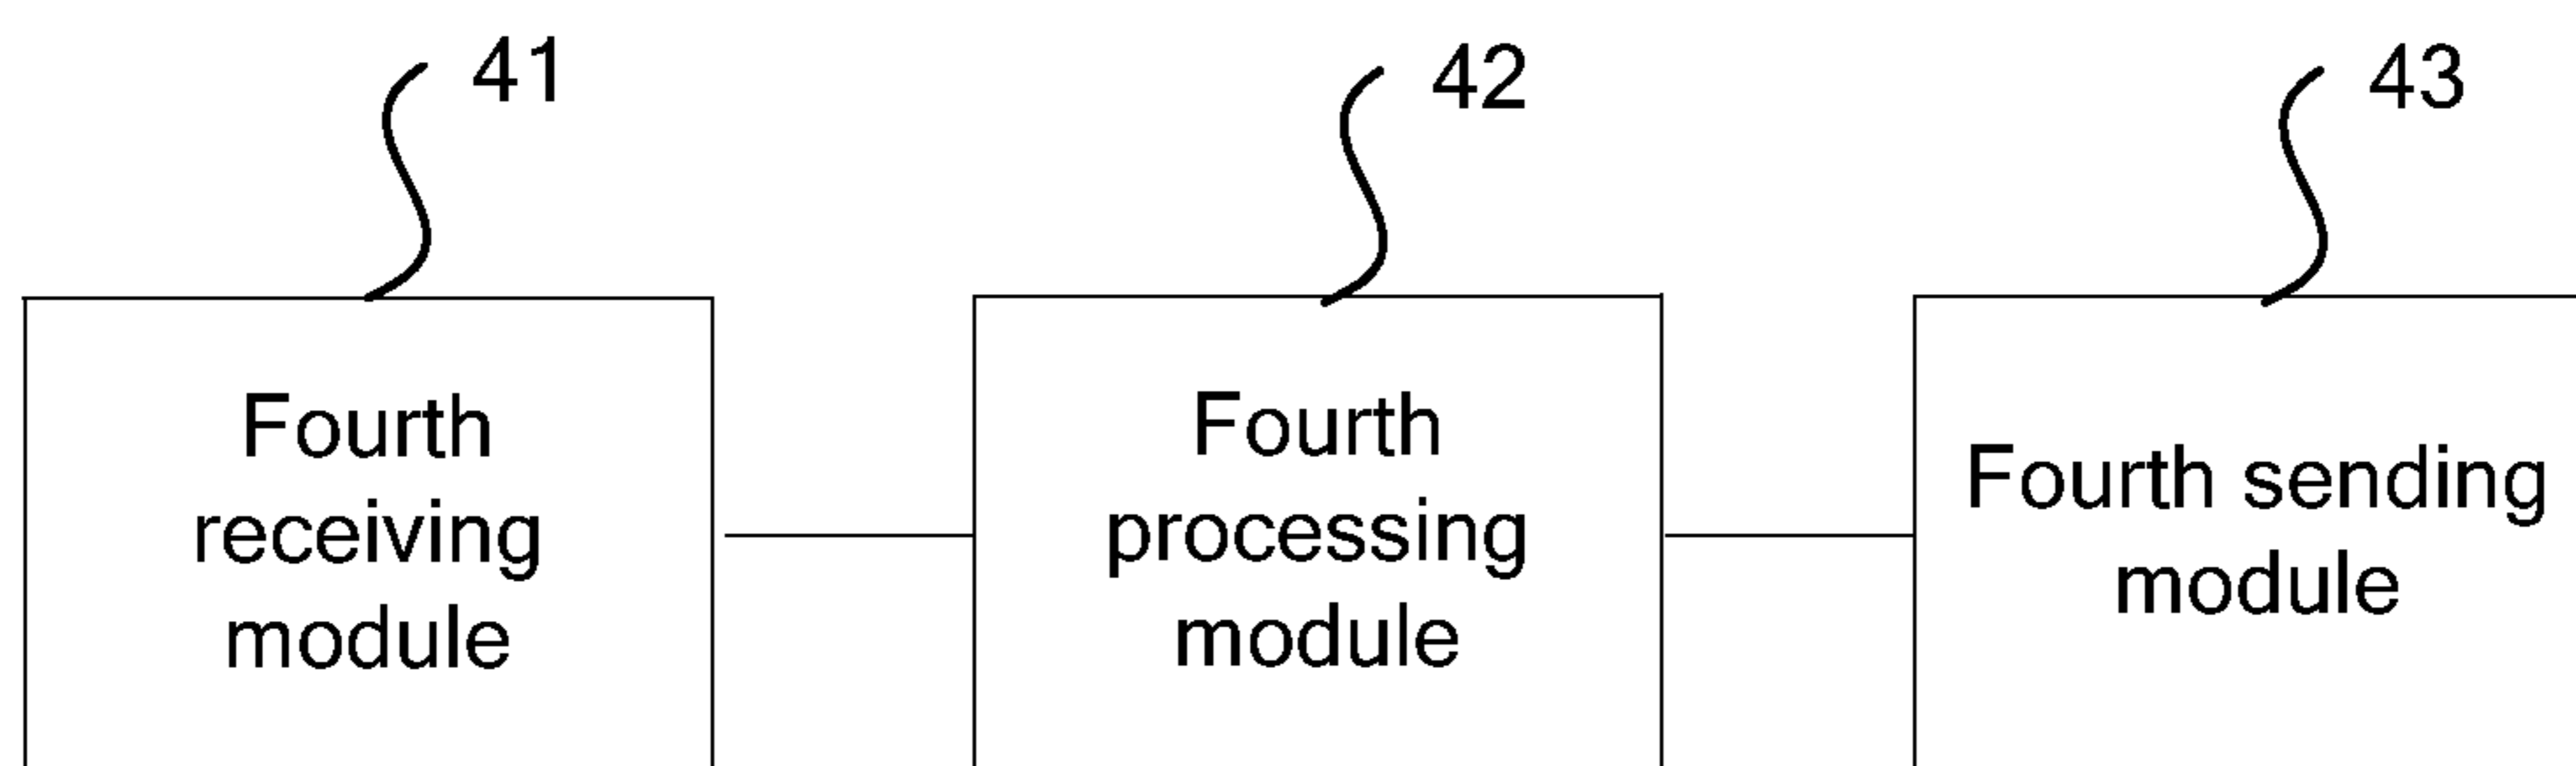 41
42
43
Fourth
receiving
module
Fourth
processing
module
Fourth sending
module